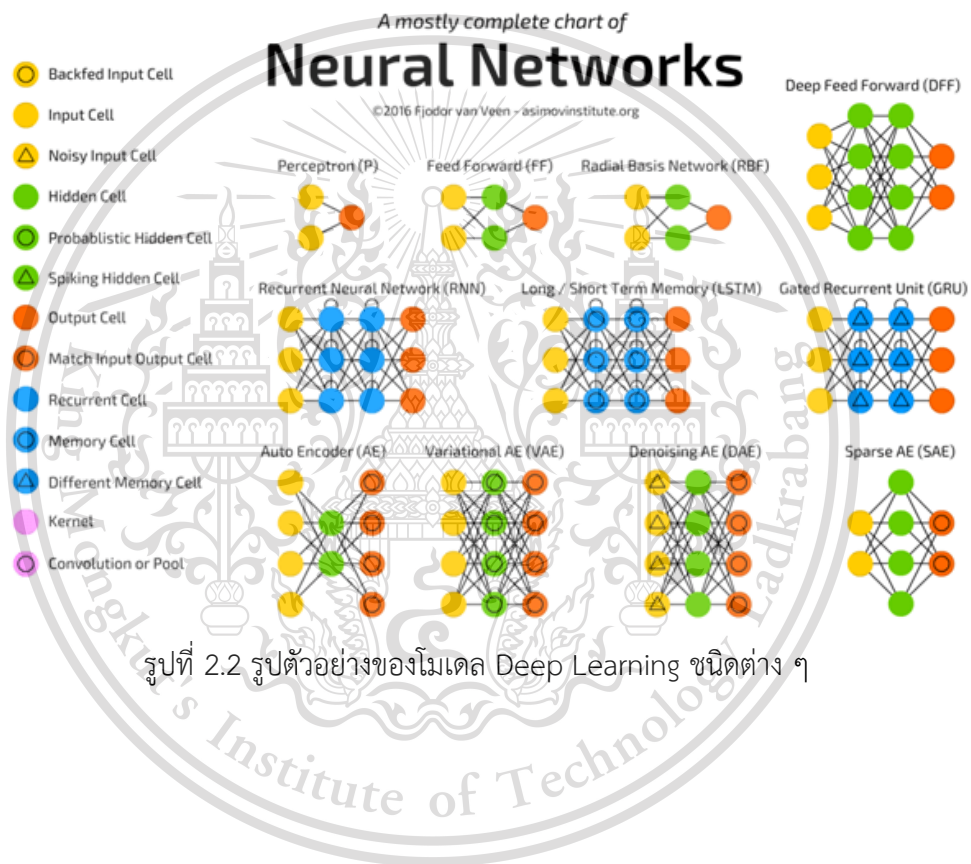 A mostly complete chart of
Neural Networks
©2016 Fjodor van Veen - asimovinstitute.org
Backfed Input Cell
Input Cell
Noisy Input Cell
Hidden Cell
Probablistic Hidden Cell
Spiking Hidden Cell
Output Cell
Match Input Output Cell
Recurrent Cell
Memory Cell
Different Memory Cell
Kernel
Convolution or Pool
Perceptron (P)
Feed Forward (FF)
Radial Basis Network (RBF)
Deep Feed Forward (DFF)
Recurrent Neural Network (RNN)
Long / Short Term Memory (LSTM)
Gated Recurrent Unit (GRU)
Auto Encoder (AE)
Variational AE (VAE)
Denoising AE (DAE)
Sparse AE (SAE)
รูปที่ 2.2 รูปตัวอย่างของโมเดล Deep Learning ชนิดต่าง ๆ
King Mongkut's Institute of Technology Ladkrabang